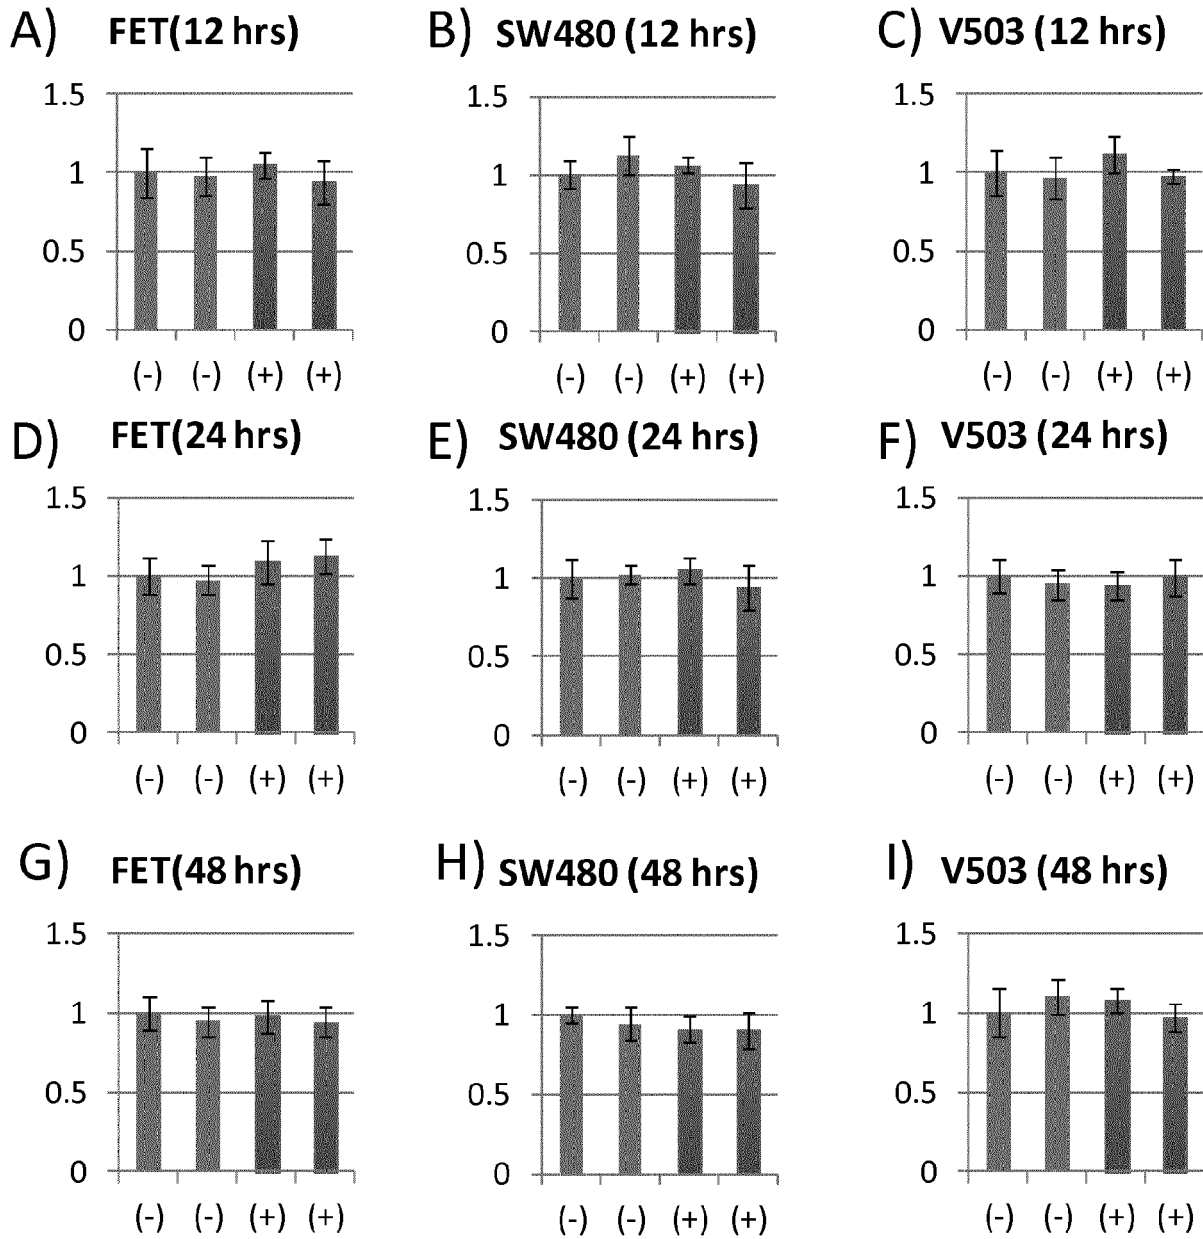 A) FET(12 hrs) B) SW480 (12 hrs) C) V503 (12 hrs)
1.5 1.5 1.5
1 1 1
0.5 0.5 0.5
0 0 0
(-) (-) (+) (+) (-) (-) (+) (+) (-) (-) (+) (+)
D) FET(24 hrs) E) SW480 (24 hrs) F) V503 (24 hrs)
1.5 1.5 1.5
1 1 1
0.5 0.5 0.5
0 0 0
(-) (-) (+) (+) (-) (-) (+) (+) (-) (-) (+) (+)
G) FET(48 hrs) H) SW480 (48 hrs) I) V503 (48 hrs)
1.5 1.5 1.5
1 1 1
0.5 0.5 0.5
0 0 0
(-) (-) (+) (+) (-) (-) (+) (+) (-) (-) (+) (+)